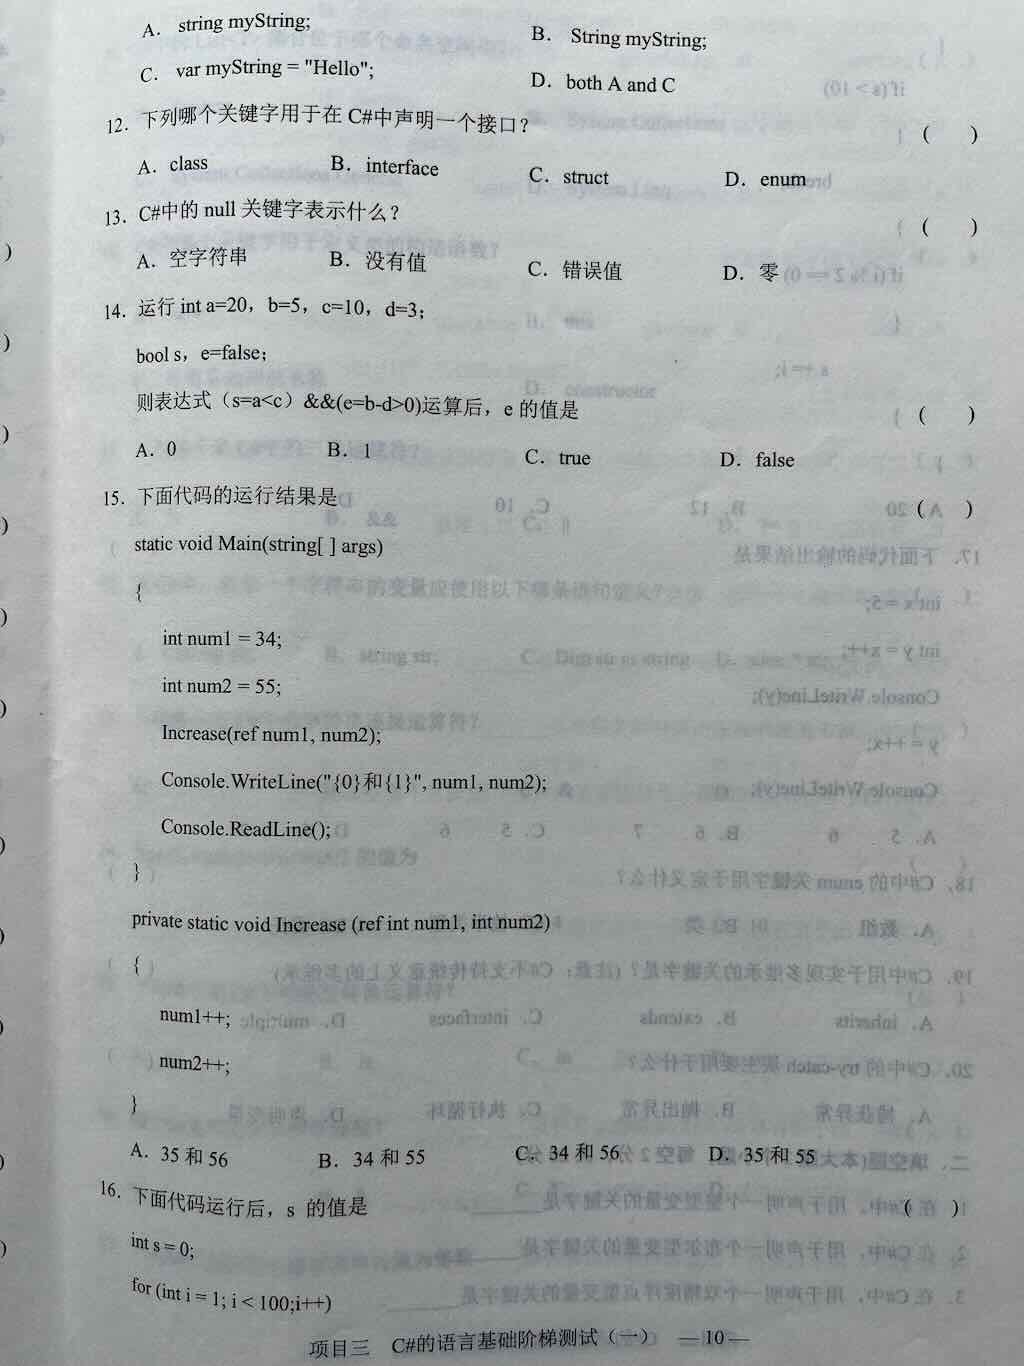 A. string myString; B. String myString;
C. var myString = "Hello"; D. both A and C
12. 下列哪个关键字用于在 C#中声明一个接口? ( )
A. class B. interface C. struct D. enum
13. C#中的 null 关键字表示什么? ( )
A. 空字符串 B. 没有值 C. 错误值 D. 零
14. 运行 int a=20，b=5，c=10，d=3;
bool s，e=false;
则表达式（s=a<c）&&(e=b-d>0)运算后，e 的值是 ( )
A. 0 B. 1 C. true D. false
15. 下面代码的运行结果是 ( )
static void Main(string[ ] args)
{
int num1 = 34;
int num2 = 55;
Increase(ref num1, num2);
Console.WriteLine("{0}和{1}", num1, num2);
Console.ReadLine();
}
private static void Increase (ref int num1, int num2)
{
num1++;
num2++;
}
A. 35 和 56 B. 34 和 55 C. 34 和 56 D. 35 和 55
16. 下面代码运行后，s 的值是 ( )
int s = 0;
for (int i = 1; i < 100;i++)
项目三 C#的语言基础阶梯测试（一） —10—